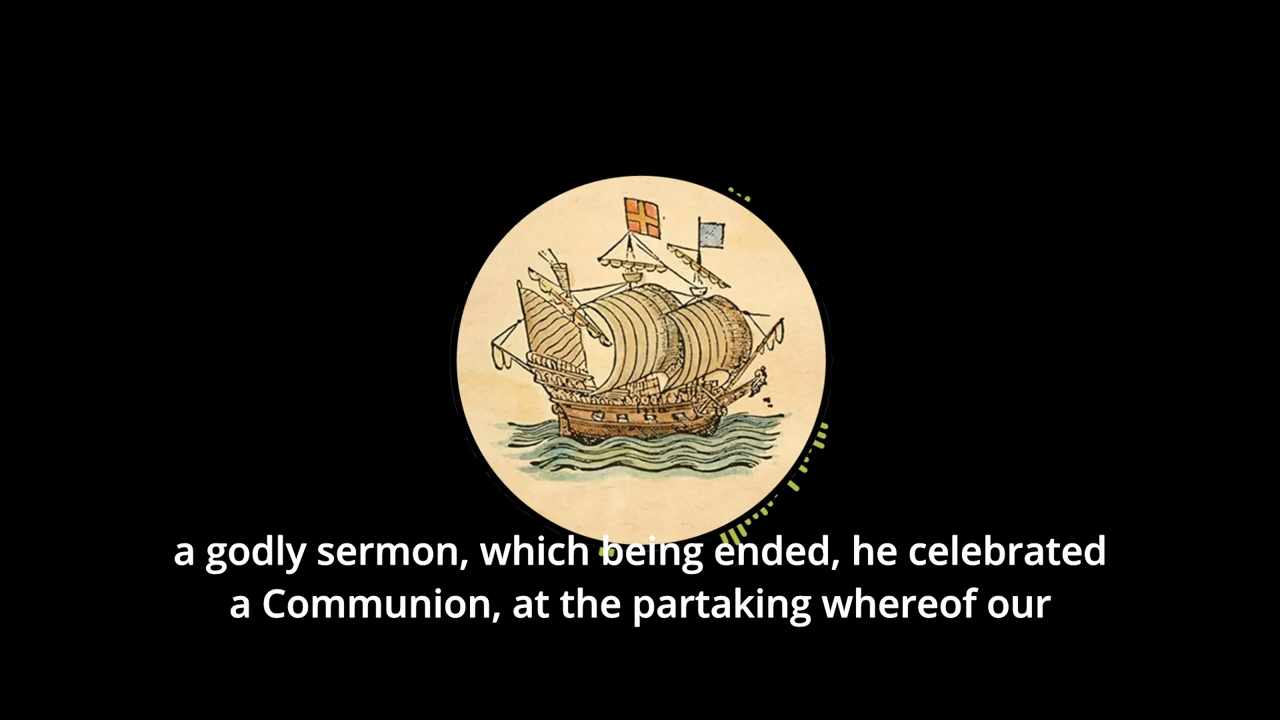 a godly sermon, which being ended, he celebrated
a Communion, at the partaking whereof our